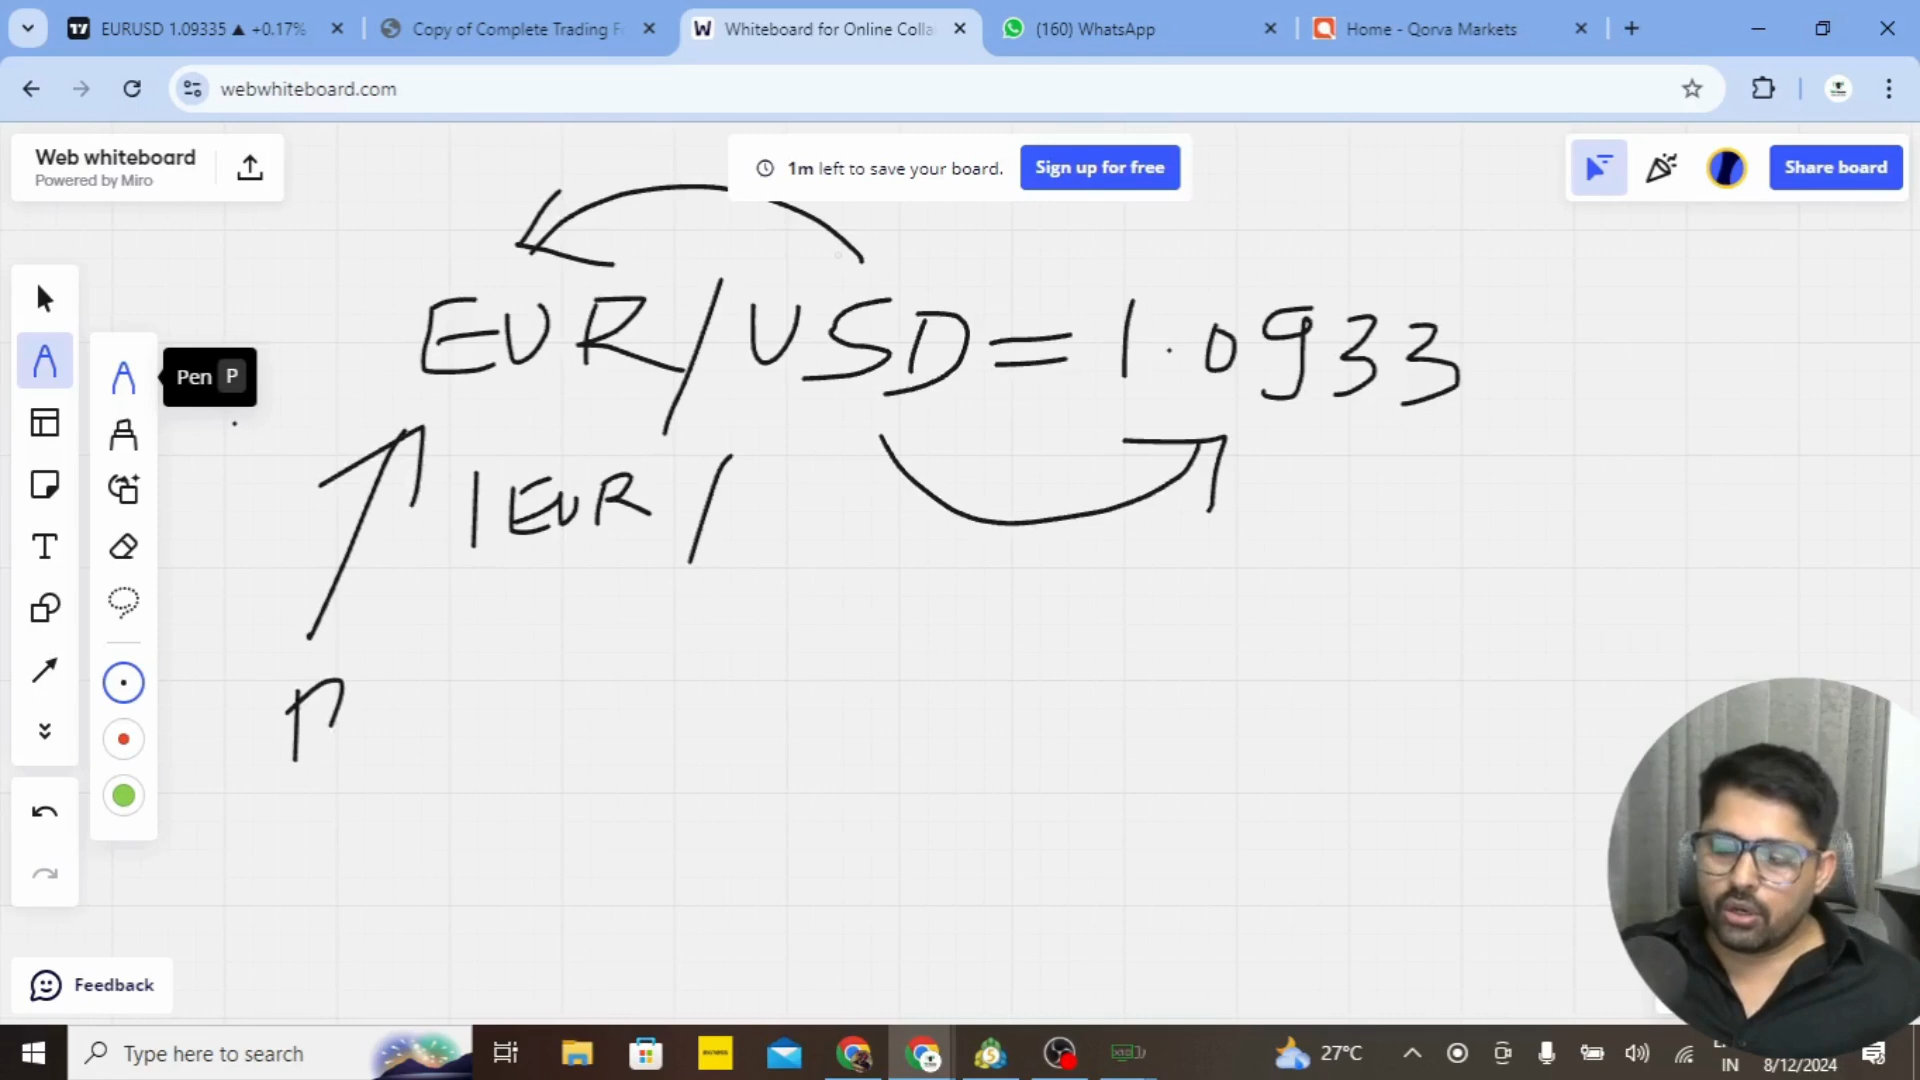 EURUSD 1.09335 ▲ +0.17%
Copy of Complete Trading F
Whiteboard for Online Colla
(160) WhatsApp
Home - Qorva Markets
webwhiteboard.com
Web whiteboard
Powered by Miro
1m left to save your board.
Sign up for free
Share board
EUR/USD = 1.0933
Pen P
1 EUR /
Feedback
Type here to search
27°C
IN
8/12/2024